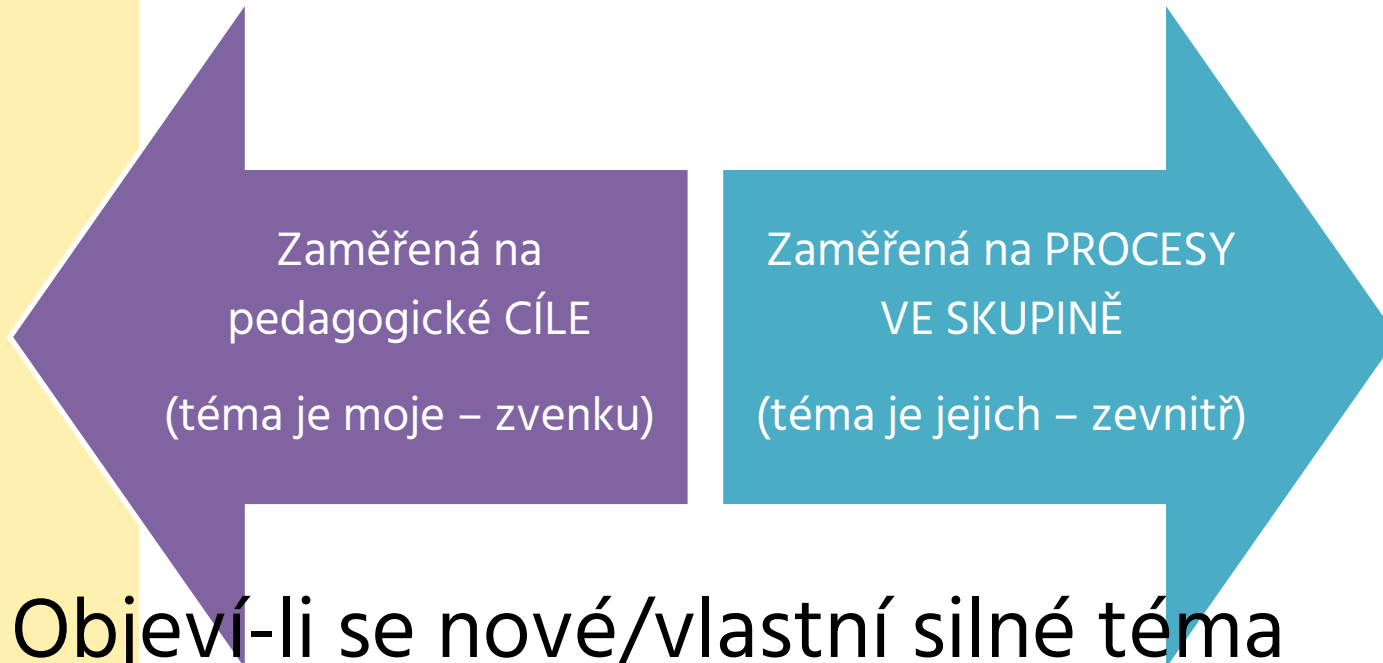 Zaměřená na
pedagogické CÍLE
(téma je moje – zvenku)
Zaměřená na PROCESY
VE SKUPINĚ
(téma je jejich – zevnitř)
Objeví-li se nové/vlastní silné téma